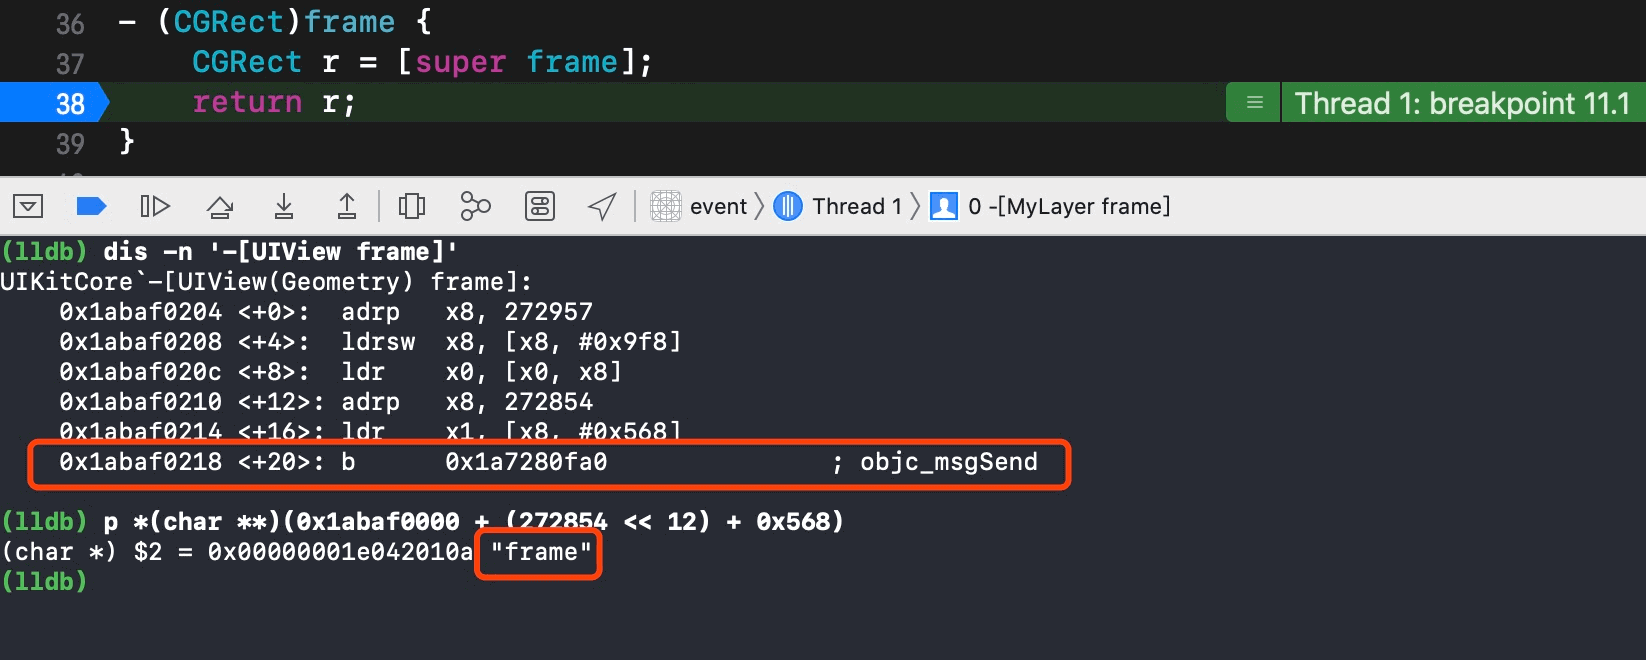 36 - (CGRect)frame {
37 CGRect r = [super frame];
38 return r;
Thread 1: breakpoint 11.1
39 }
event Thread 1 0 -[MyLayer frame]
(lldb) dis -n '-[UIView frame]'
UIKitCore`-[UIView(Geometry) frame]:
0x1abaf0204 <+0>: adrp x8, 272957
0x1abaf0208 <+4>: ldrsw x8, [x8, #0x9f8]
0x1abaf020c <+8>: ldr x0, [x0, x8]
0x1abaf0210 <+12>: adrp x8, 272854
0x1abaf0214 <+16>: ldr x1, [x8, #0x568]
0x1abaf0218 <+20>: b 0x1a7280fa0 ; objc_msgSend
(lldb) p *(char **)(0x1abaf0000 + (272854 << 12) + 0x568)
(char *) $2 = 0x00000001e042010a "frame"
(lldb)